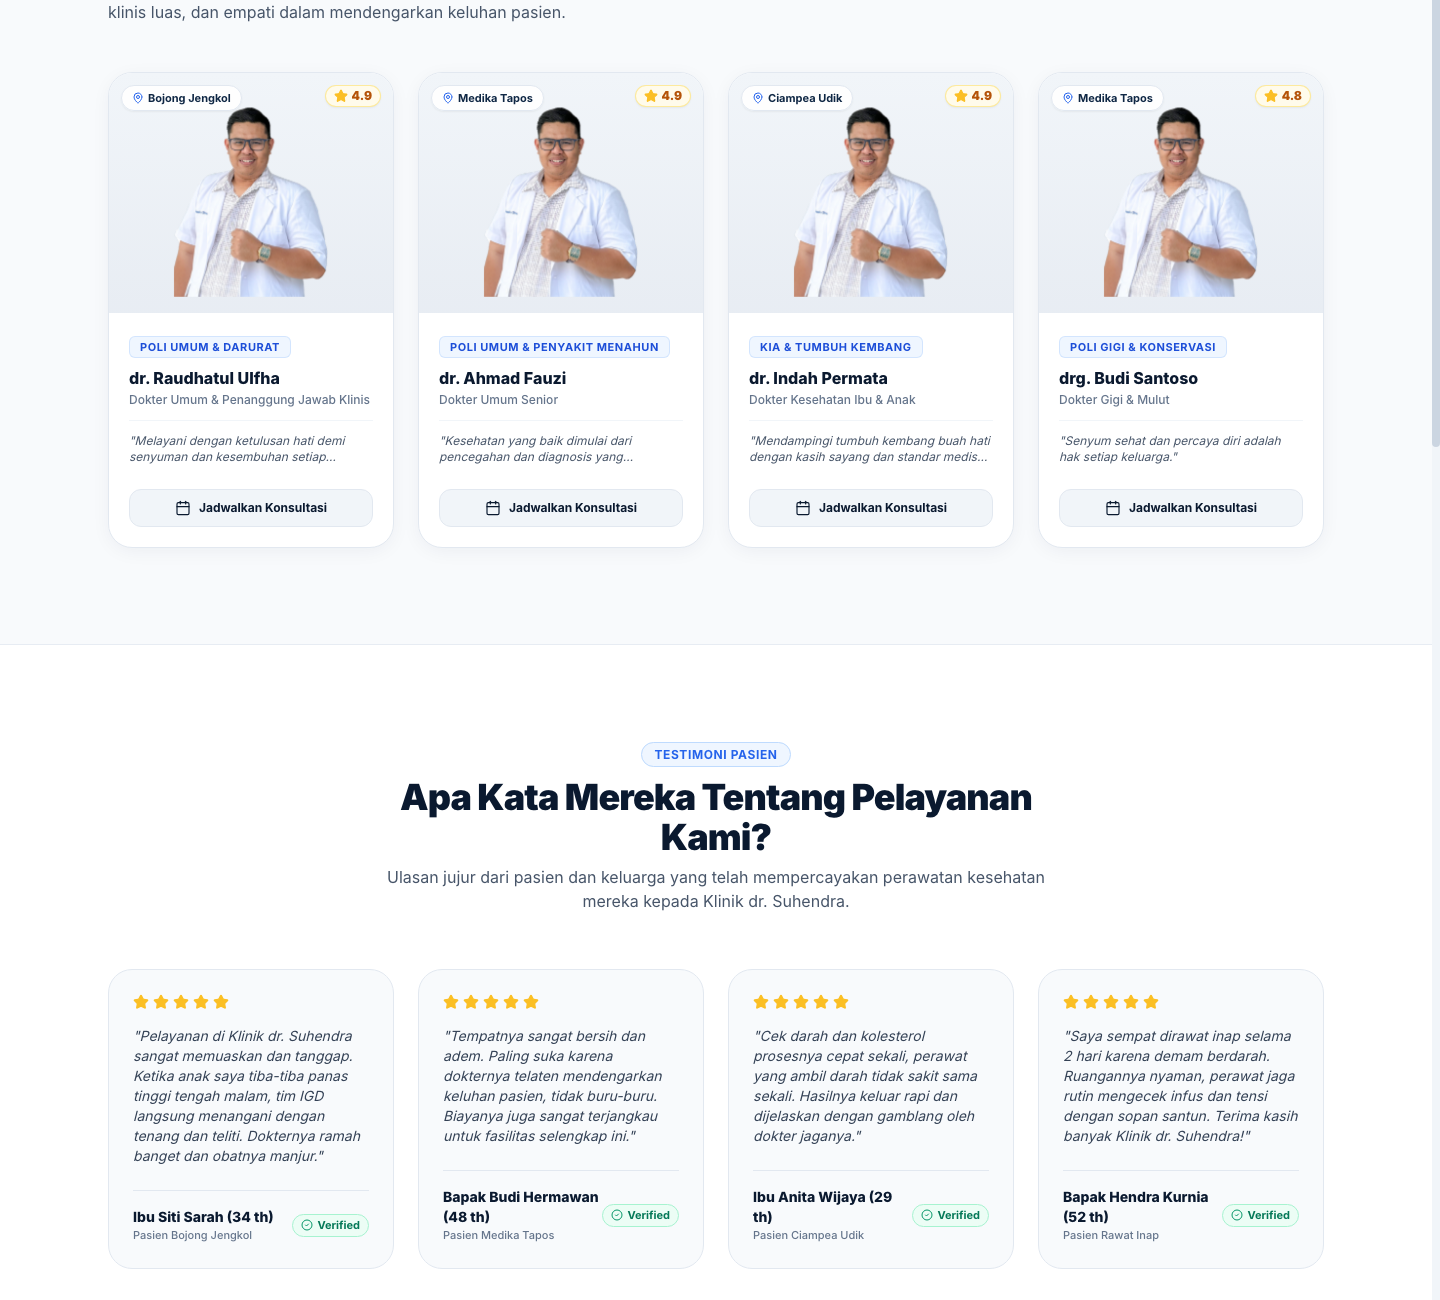 klinis luas, dan empati dalam mendengarkan keluhan pasien.
Bojong Jengkol
4.9
Medika Tapos
4.9
Ciampea Udik
4.9
Medika Tapos
4.8
POLI UMUM & DARURAT
dr. Raudhatul Ulfha
Dokter Umum & Penanggung Jawab Klinis
"Melayani dengan ketulusan hati demi
senyuman dan kesembuhan setiap...
Jadwalkan Konsultasi
POLI UMUM & PENYAKIT MENAHUN
dr. Ahmad Fauzi
Dokter Umum Senior
"Kesehatan yang baik dimulai dari
pencegahan dan diagnosis yang...
Jadwalkan Konsultasi
KIA & TUMBUH KEMBANG
dr. Indah Permata
Dokter Kesehatan Ibu & Anak
"Mendampingi tumbuh kembang buah hati
dengan kasih sayang dan standar medis...
Jadwalkan Konsultasi
POLI GIGI & KONSERVASI
drg. Budi Santoso
Dokter Gigi & Mulut
"Senyum sehat dan percaya diri adalah
hak setiap keluarga."
Jadwalkan Konsultasi
TESTIMONI PASIEN
Apa Kata Mereka Tentang Pelayanan
Kami?
Ulasan jujur dari pasien dan keluarga yang telah mempercayakan perawatan kesehatan
mereka kepada Klinik dr. Suhendra.
"Pelayanan di Klinik dr. Suhendra
sangat memuaskan dan tanggap.
Ketika anak saya tiba-tiba panas
tinggi tengah malam, tim IGD
langsung menangani dengan
tenang dan teliti. Dokternya ramah
banget dan obatnya manjur."
Ibu Siti Sarah (34 th)
Pasien Bojong Jengkol
Verified
"Tempatnya sangat bersih dan
adem. Paling suka karena
dokternya telaten mendengarkan
keluhan pasien, tidak buru-buru.
Biayanya juga sangat terjangkau
untuk fasilitas selengkap ini."
Bapak Budi Hermawan
(48 th)
Pasien Medika Tapos
Verified
"Cek darah dan kolesterol
prosesnya cepat sekali, perawat
yang ambil darah tidak sakit sama
sekali. Hasilnya keluar rapi dan
dijelaskan dengan gamblang oleh
dokter jaganya."
Ibu Anita Wijaya (29
th)
Pasien Ciampea Udik
Verified
"Saya sempat dirawat inap selama
2 hari karena demam berdarah.
Ruangannya nyaman, perawat jaga
rutin mengecek infus dan tensi
dengan sopan santun. Terima kasih
banyak Klinik dr. Suhendra!"
Bapak Hendra Kurnia
(52 th)
Pasien Rawat Inap
Verified